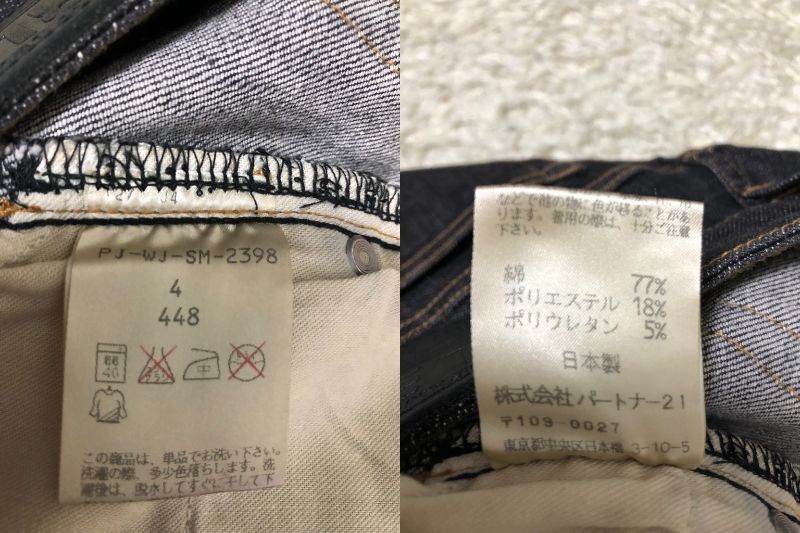 PJ-WJ-SM-2398
4
448
40
中
この商品は、単品でお洗い下さい。
洗濯の際、多少色落ちします。洗
濯後は、脱水してすぐに干して下
などで他の物に色が移ることがあ
ります。着用の際は、十分ご注意
下さい。
綿 77%
ポリエステル 18%
ポリウレタン 5%
日本製
株式会社パートナー21
〒109-0027
東京都中央区日本橋3-10-5